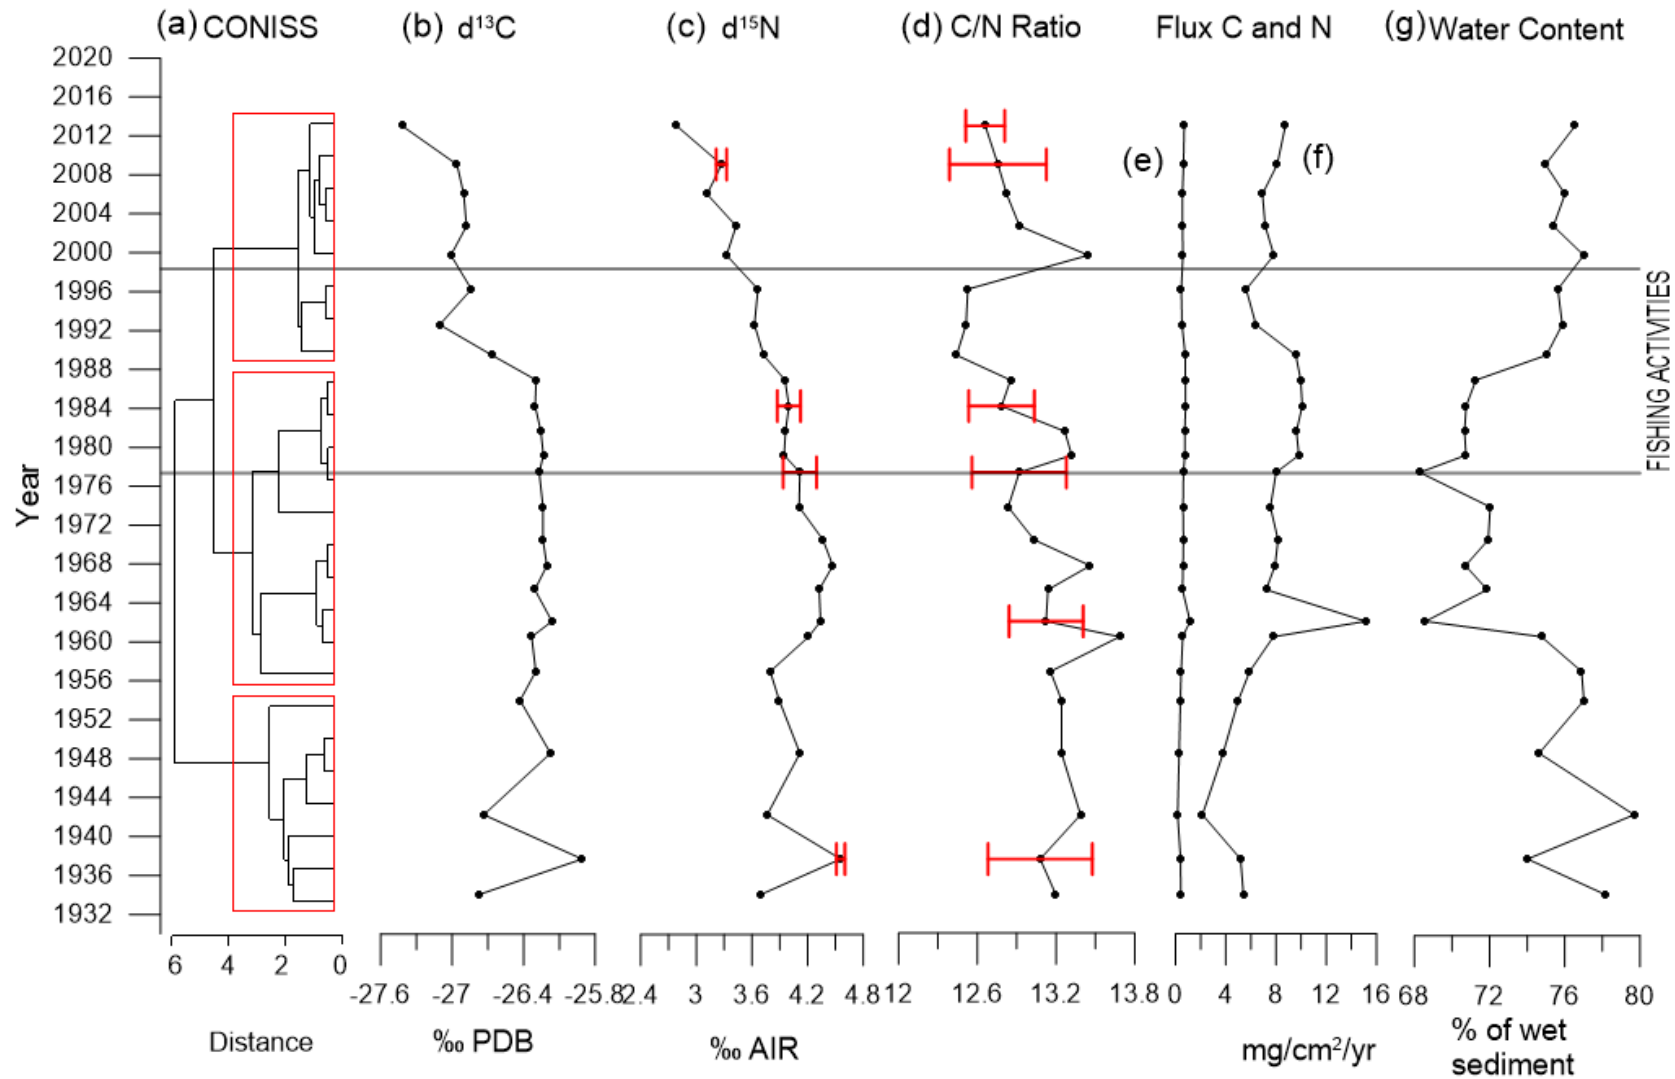 (a) CONISS (b) d¹³C (c) d¹⁵N (d) C/N Ratio Flux C and N (g) Water Content
2020
2016
2012
2008
2004
2000
1996
1992
1988
1984
1980
1976
1972
1968
1964
1960
1956
1952
1948
1944
1940
1936
1932
Year
(e) (f)
FISHING ACTIVITIES
6 4 2 0
-27.6 -27 -26.4 -25.8 2.4 3 3.6 4.2 4.8 12 12.6 13.2 13.8 0 4 8 12 16 68 72 76 80
Distance ‰ PDB ‰ AIR mg/cm²/yr % of wet
sediment